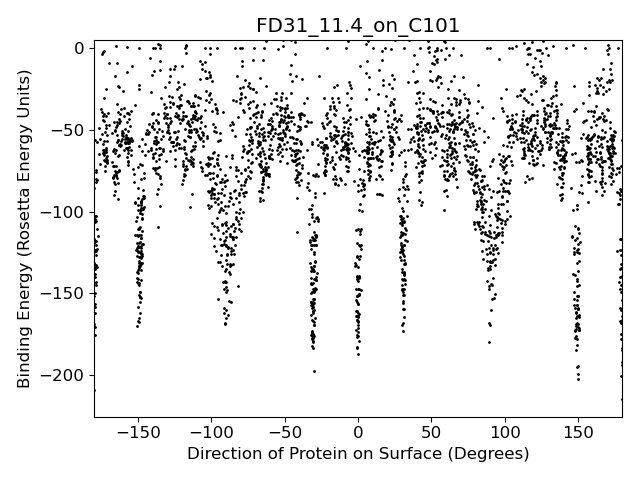 FD31_11.4_on_C101
Binding Energy (Rosetta Energy Units)
0
−50
−100
−150
−200
−150 −100 −50 0 50 100 150
Direction of Protein on Surface (Degrees)